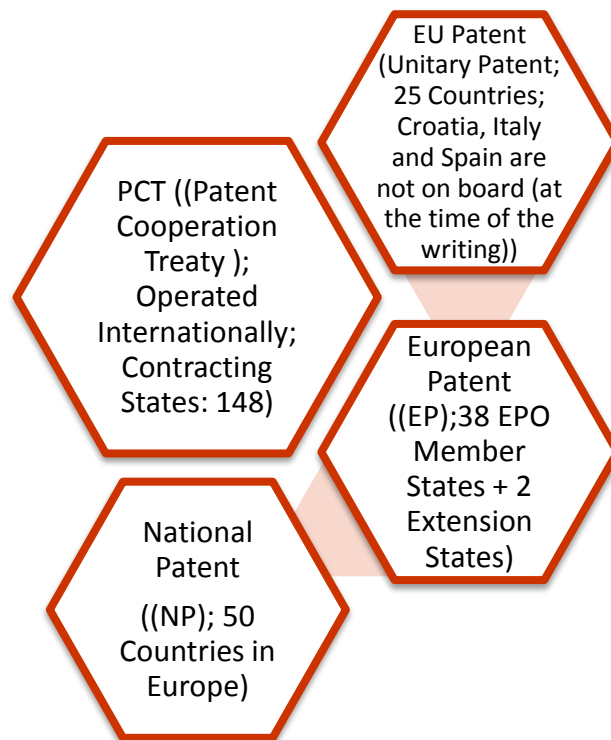 EU Patent
(Unitary Patent;
25 Countries;
Croatia, Italy
and Spain are
not on board (at
the time of the
writing))
PCT ((Patent
Cooperation
Treaty );
Operated
Internationally;
Contracting
States: 148)
European
Patent
((EP);38 EPO
Member
States + 2
Extension
States)
National
Patent
((NP); 50
Countries in
Europe)